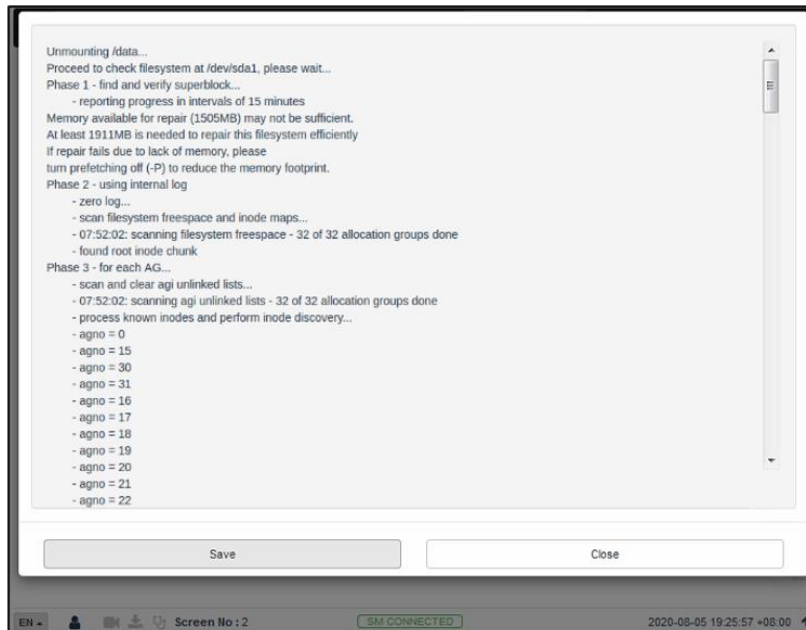 Unmounting /data...
Proceed to check filesystem at /dev/sda1, please wait...
Phase 1 - find and verify superblock...
- reporting progress in intervals of 15 minutes
Memory available for repair (1505MB) may not be sufficient.
At least 1911MB is needed to repair this filesystem efficiently
If repair fails due to lack of memory, please
turn prefetching off (-P) to reduce the memory footprint.
Phase 2 - using internal log
- zero log...
- scan filesystem freespace and inode maps...
- 07:52:02: scanning filesystem freespace - 32 of 32 allocation groups done
- found root inode chunk
Phase 3 - for each AG...
- scan and clear agi unlinked lists...
- 07:52:02: scanning agi unlinked lists - 32 of 32 allocation groups done
- process known inodes and perform inode discovery...
- agno = 0
- agno = 15
- agno = 30
- agno = 31
- agno = 16
- agno = 17
- agno = 18
- agno = 19
- agno = 20
- agno = 21
- agno = 22
Save Close
EN Screen No : 2 SM CONNECTED 2020-08-05 19:25:57 +08:00